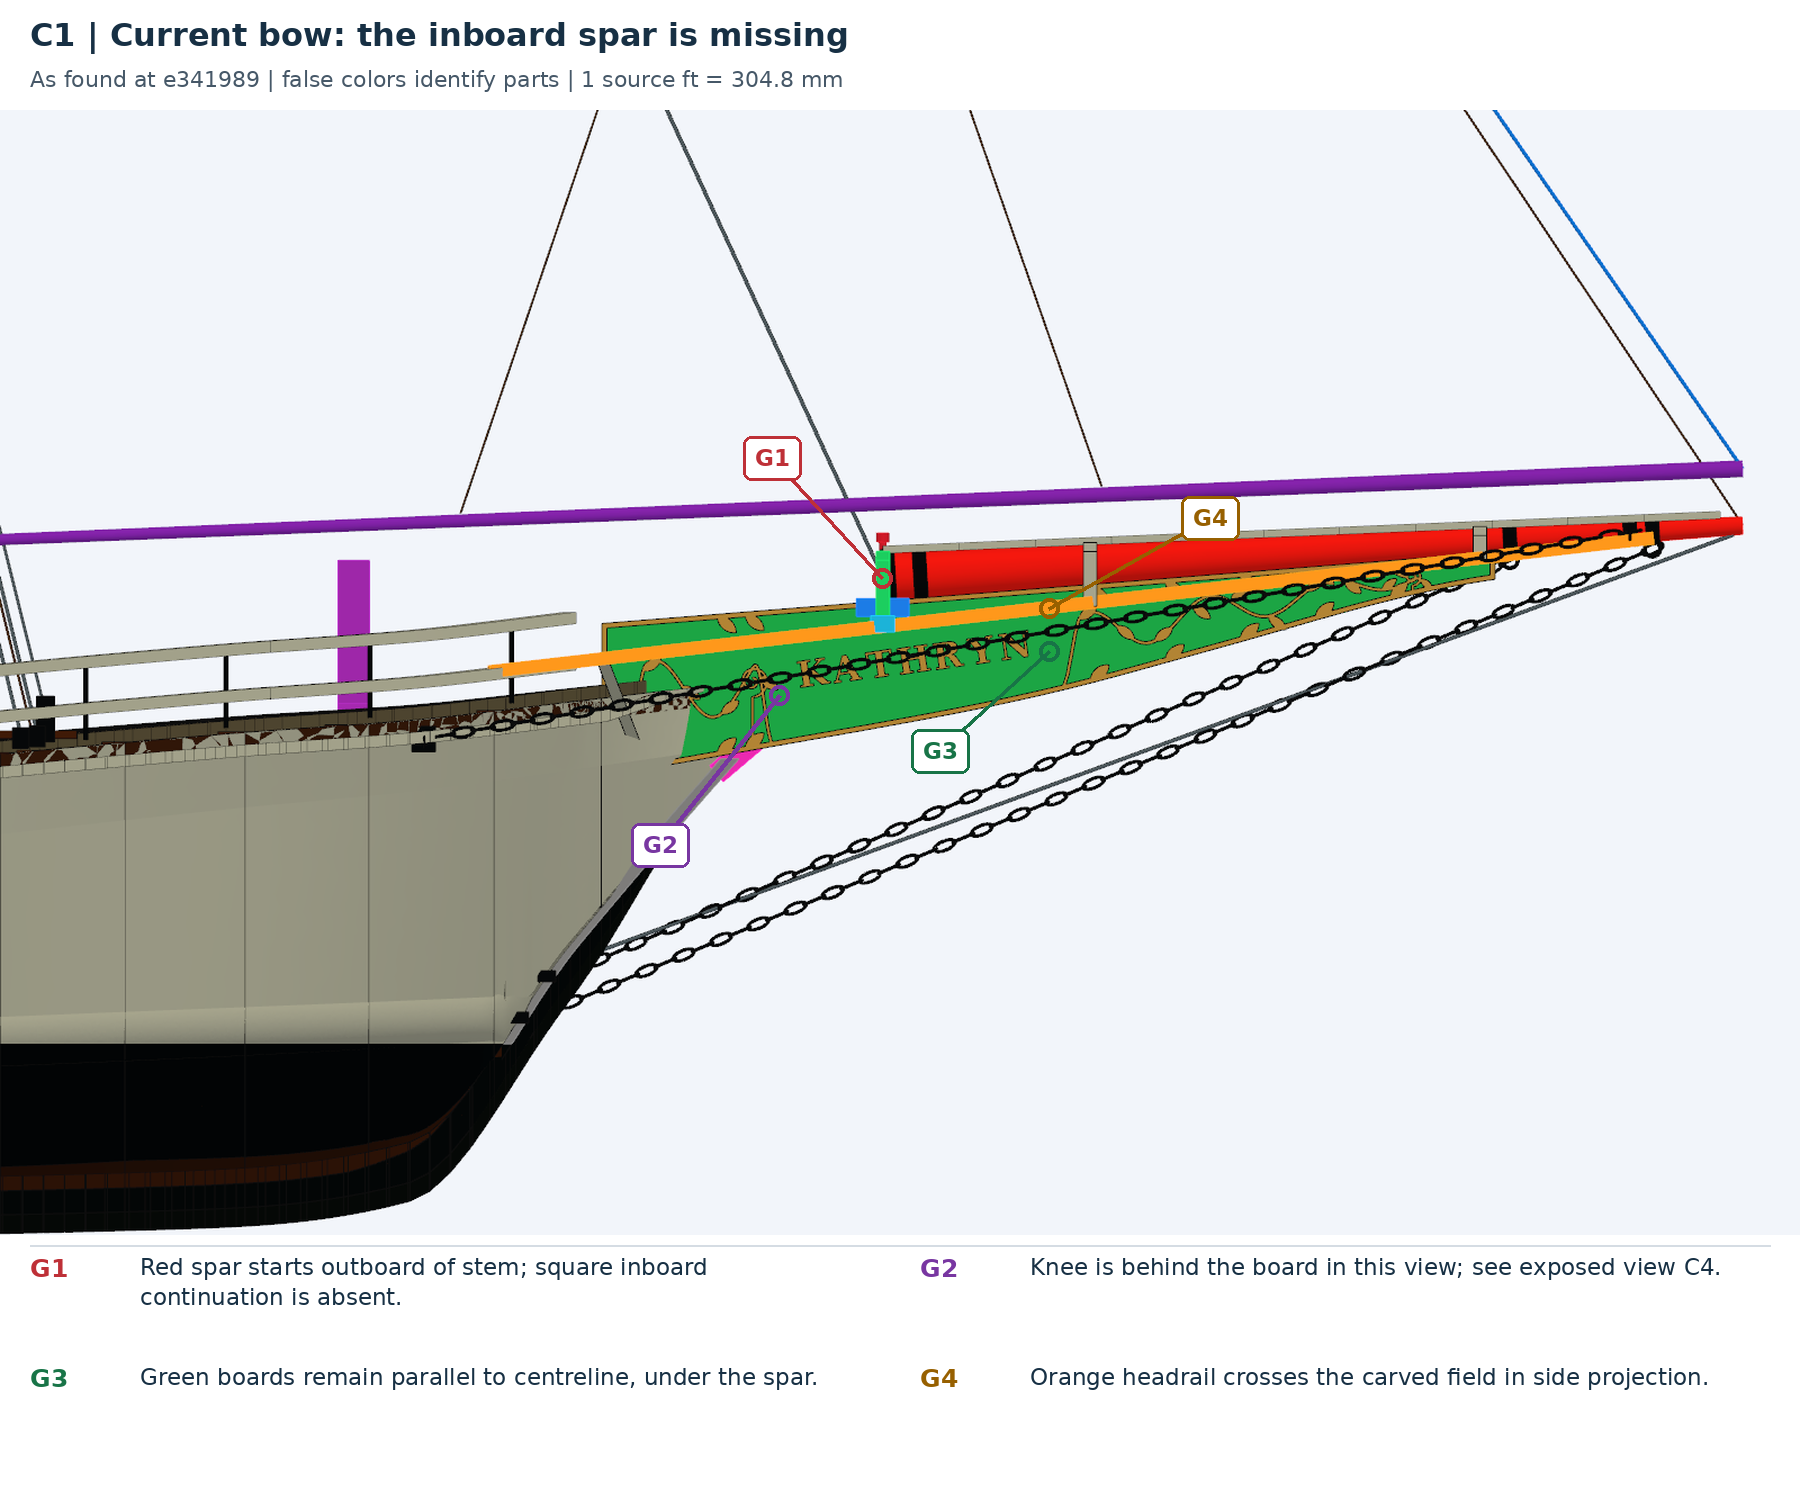 C1 | Current bow: the inboard spar is missing
As found at e341989 | false colors identify parts | 1 source ft = 304.8 mm
G1
G4
KATHRYN
G3
G2
G1 Red spar starts outboard of stem; square inboard
continuation is absent.
G2 Knee is behind the board in this view; see exposed view C4.
G3 Green boards remain parallel to centreline, under the spar.
G4 Orange headrail crosses the carved field in side projection.